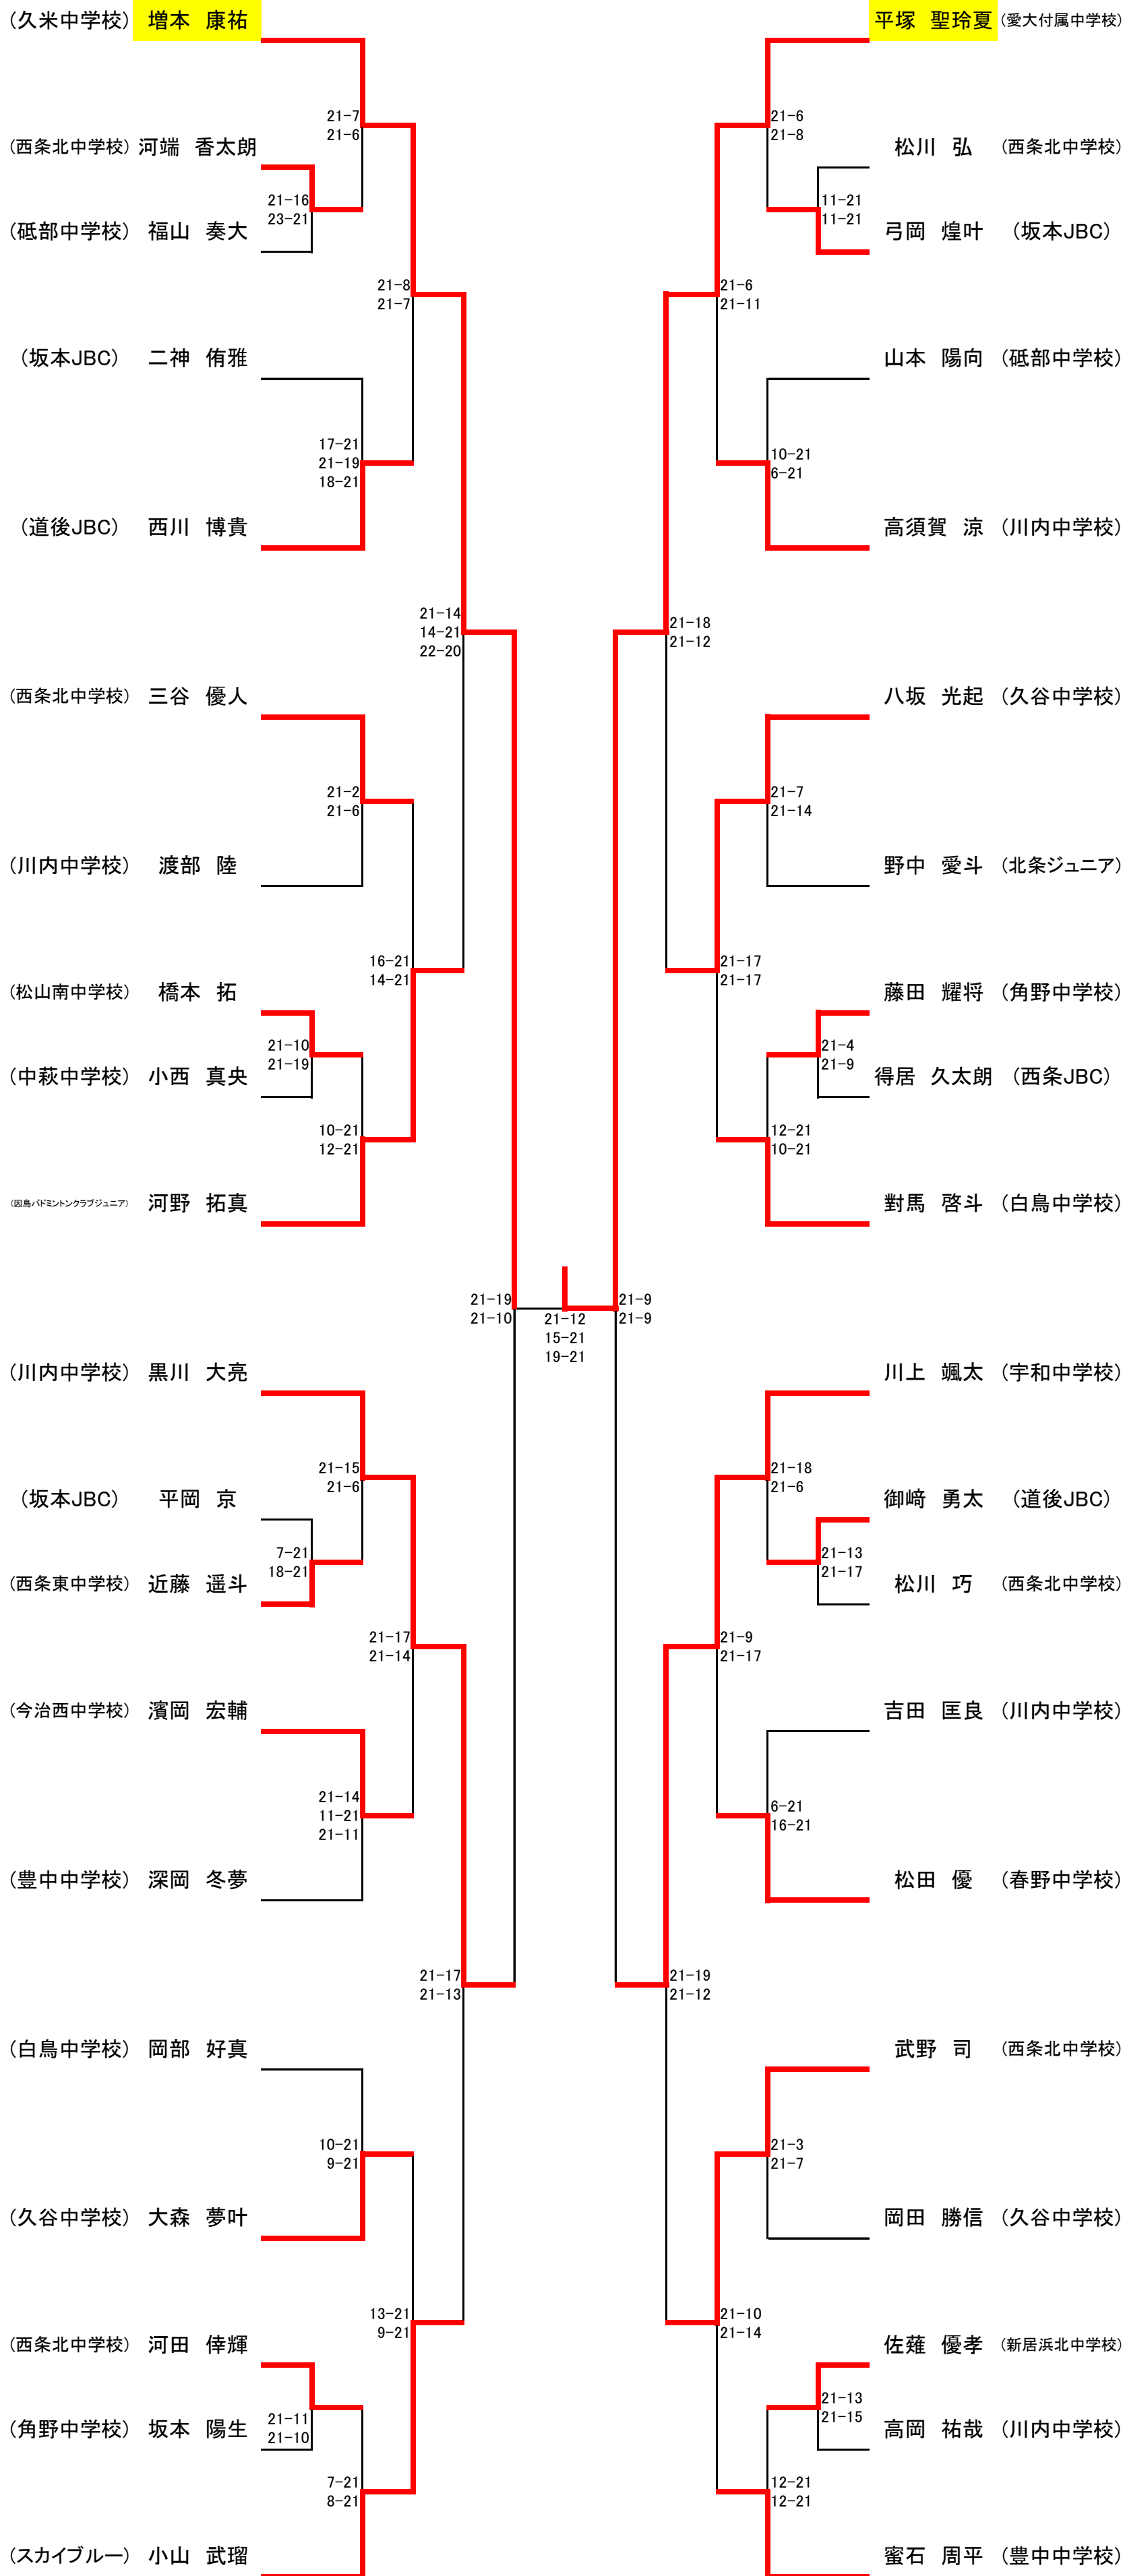 (久米中学校) 増本 康祐
平塚 聖玲夏 (愛大付属中学校)
21-7
21-6
21-6
21-8
(西条北中学校) 河端 香太朗
松川 弘 (西条北中学校)
21-16
23-21
11-21
11-21
(砥部中学校) 福山 奏大
弓岡 煌叶 (坂本JBC)
21-8
21-7
21-6
21-11
(坂本JBC) 二神 侑雅
山本 陽向 (砥部中学校)
17-21
21-19
18-21
10-21
6-21
(道後JBC) 西川 博貴
高須賀 涼 (川内中学校)
21-14
14-21
22-20
21-18
21-12
(西条北中学校) 三谷 優人
八坂 光起 (久谷中学校)
21-2
21-6
21-7
21-14
(川内中学校) 渡部 陸
野中 愛斗 (北条ジュニア)
16-21
14-21
21-17
21-17
(松山南中学校) 橋本 拓
藤田 耀将 (角野中学校)
21-10
21-19
21-4
21-9
(中萩中学校) 小西 真央
得居 久太朗 (西条JBC)
10-21
12-21
12-21
10-21
(因島バドミントンクラブジュニア) 河野 拓真
對馬 啓斗 (白鳥中学校)
21-19
21-10
21-12
15-21
19-21
21-9
21-9
(川内中学校) 黒川 大亮
川上 颯太 (宇和中学校)
21-15
21-6
21-18
21-6
(坂本JBC) 平岡 京
御﨑 勇太 (道後JBC)
7-21
18-21
21-13
21-17
(西条東中学校) 近藤 遥斗
松川 巧 (西条北中学校)
21-17
21-14
21-9
21-17
(今治西中学校) 濱岡 宏輔
吉田 匡良 (川内中学校)
21-14
11-21
21-11
6-21
16-21
(豊中中学校) 深岡 冬夢
松田 優 (春野中学校)
21-17
21-13
21-19
21-12
(白鳥中学校) 岡部 好真
武野 司 (西条北中学校)
10-21
9-21
21-3
21-7
(久谷中学校) 大森 夢叶
岡田 勝信 (久谷中学校)
13-21
9-21
21-10
21-14
(西条北中学校) 河田 倖輝
佐薙 優孝 (新居浜北中学校)
21-11
21-10
21-13
21-15
(角野中学校) 坂本 陽生
高岡 祐哉 (川内中学校)
7-21
8-21
12-21
12-21
(スカイブルー) 小山 武瑠
蜜石 周平 (豊中中学校)